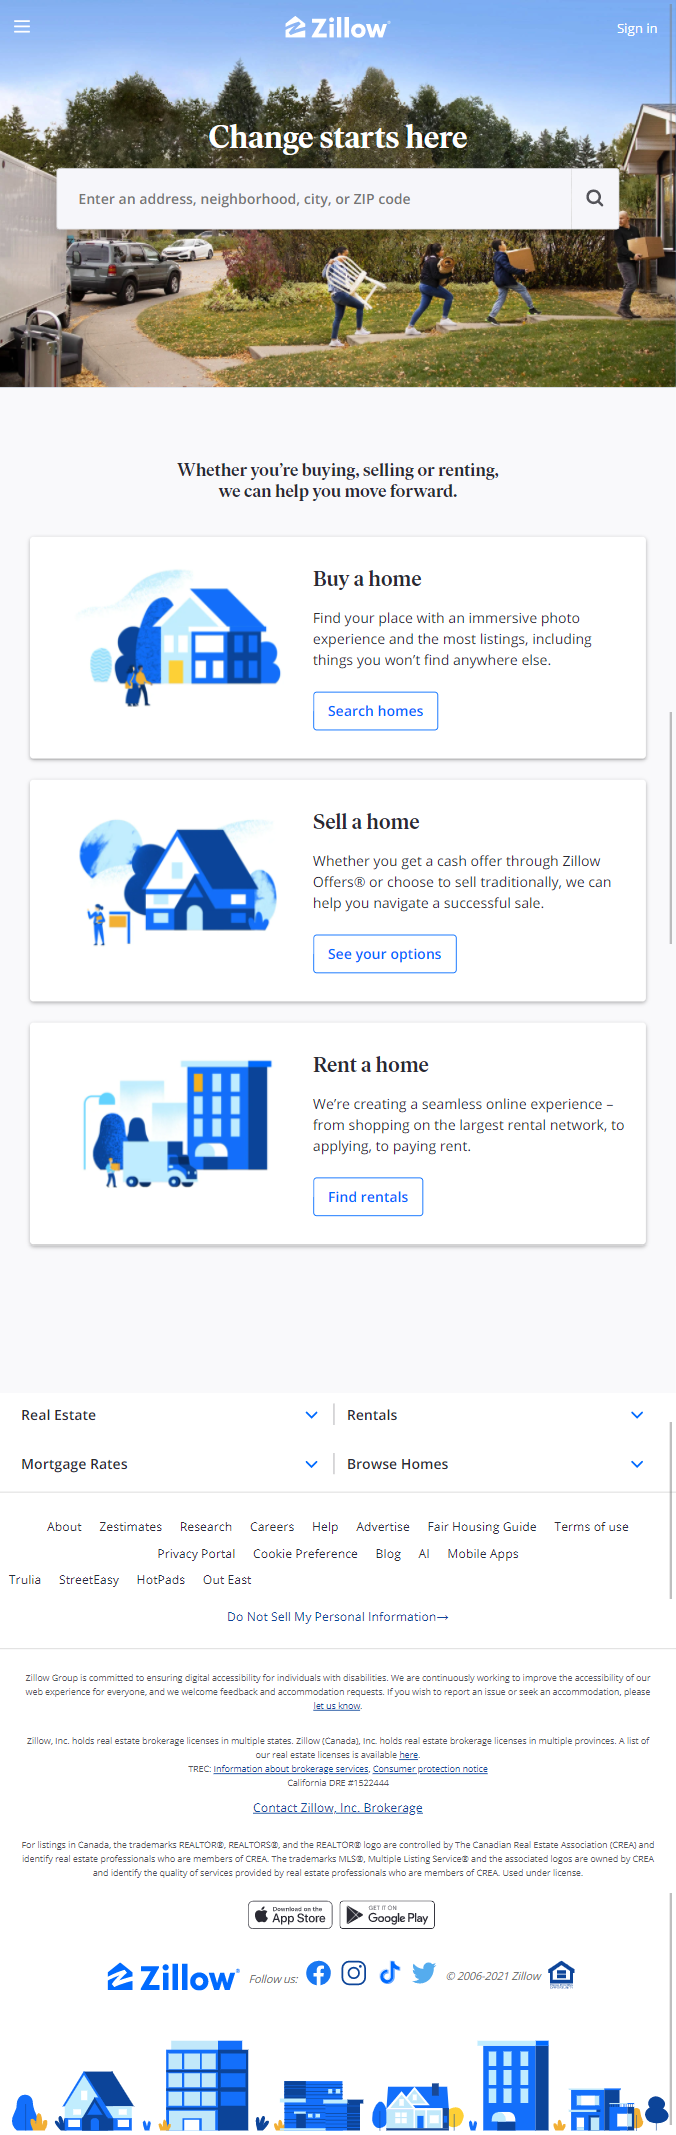 Zillow
Sign in
Change starts here
Enter an address, neighborhood, city, or ZIP code
Whether you're buying, selling or renting,
we can help you move forward.
Buy a home
Find your place with an immersive photo
experience and the most listings, including
things you won't find anywhere else.
Search homes
Sell a home
Whether you get a cash offer through Zillow
Offers® or choose to sell traditionally, we can
help you navigate a successful sale.
See your options
Rent a home
We're creating a seamless online experience –
from shopping on the largest rental network, to
applying, to paying rent.
Find rentals
Real Estate
Rentals
Mortgage Rates
Browse Homes
About Zestimates Research Careers Help Advertise Fair Housing Guide Terms of use
Privacy Portal Cookie Preference Blog AI Mobile Apps
Trulia StreetEasy HotPads Out East
Do Not Sell My Personal Information→
Zillow Group is committed to ensuring digital accessibility for individuals with disabilities. We are continuously working to improve the accessibility of our
web experience for everyone, and we welcome feedback and accommodation requests. If you wish to report an issue or seek an accommodation, please
let us know.
Zillow, Inc. holds real estate brokerage licenses in multiple states. Zillow (Canada), Inc. holds real estate brokerage licenses in multiple provinces. A list of
our real estate licenses is available here.
TREC: Information about brokerage services, Consumer protection notice
California DRE #1522444
Contact Zillow, Inc. Brokerage
For listings in Canada, the trademarks REALTOR®, REALTORS®, and the REALTOR® logo are controlled by The Canadian Real Estate Association (CREA) and
identify real estate professionals who are members of CREA. The trademarks MLS®, Multiple Listing Service® and the associated logos are owned by CREA
and identify the quality of services provided by real estate professionals who are members of CREA. Used under license.
Download on the
App Store
GET IT ON
Google Play
Zillow® Follow us: © 2006-2021 Zillow